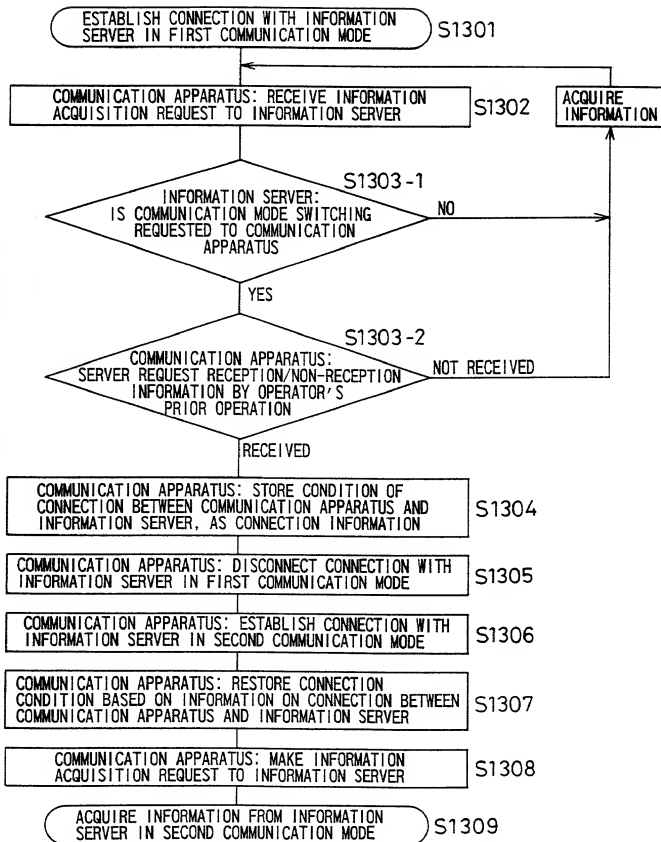 ESTABLISH CONNECTION WITH INFORMATION
SERVER IN FIRST COMMUNICATION MODE
S1301
COMMUNICATION APPARATUS: RECEIVE INFORMATION
ACQUISITION REQUEST TO INFORMATION SERVER
S1302
ACQUIRE
INFORMATION
S1303-1
INFORMATION SERVER:
IS COMMUNICATION MODE SWITCHING
REQUESTED TO COMMUNICATION
APPARATUS
NO
YES
S1303-2
COMMUNICATION APPARATUS:
SERVER REQUEST RECEPTION/NON-RECEPTION
INFORMATION BY OPERATOR'S
PRIOR OPERATION
NOT RECEIVED
RECEIVED
COMMUNICATION APPARATUS: STORE CONDITION OF
CONNECTION BETWEEN COMMUNICATION APPARATUS AND
INFORMATION SERVER, AS CONNECTION INFORMATION
S1304
COMMUNICATION APPARATUS: DISCONNECT CONNECTION WITH
INFORMATION SERVER IN FIRST COMMUNICATION MODE
S1305
COMMUNICATION APPARATUS: ESTABLISH CONNECTION WITH
INFORMATION SERVER IN SECOND COMMUNICATION MODE
S1306
COMMUNICATION APPARATUS: RESTORE CONNECTION
CONDITION BASED ON INFORMATION ON CONNECTION BETWEEN
COMMUNICATION APPARATUS AND INFORMATION SERVER
S1307
COMMUNICATION APPARATUS: MAKE INFORMATION
ACQUISITION REQUEST TO INFORMATION SERVER
S1308
ACQUIRE INFORMATION FROM INFORMATION
SERVER IN SECOND COMMUNICATION MODE
S1309